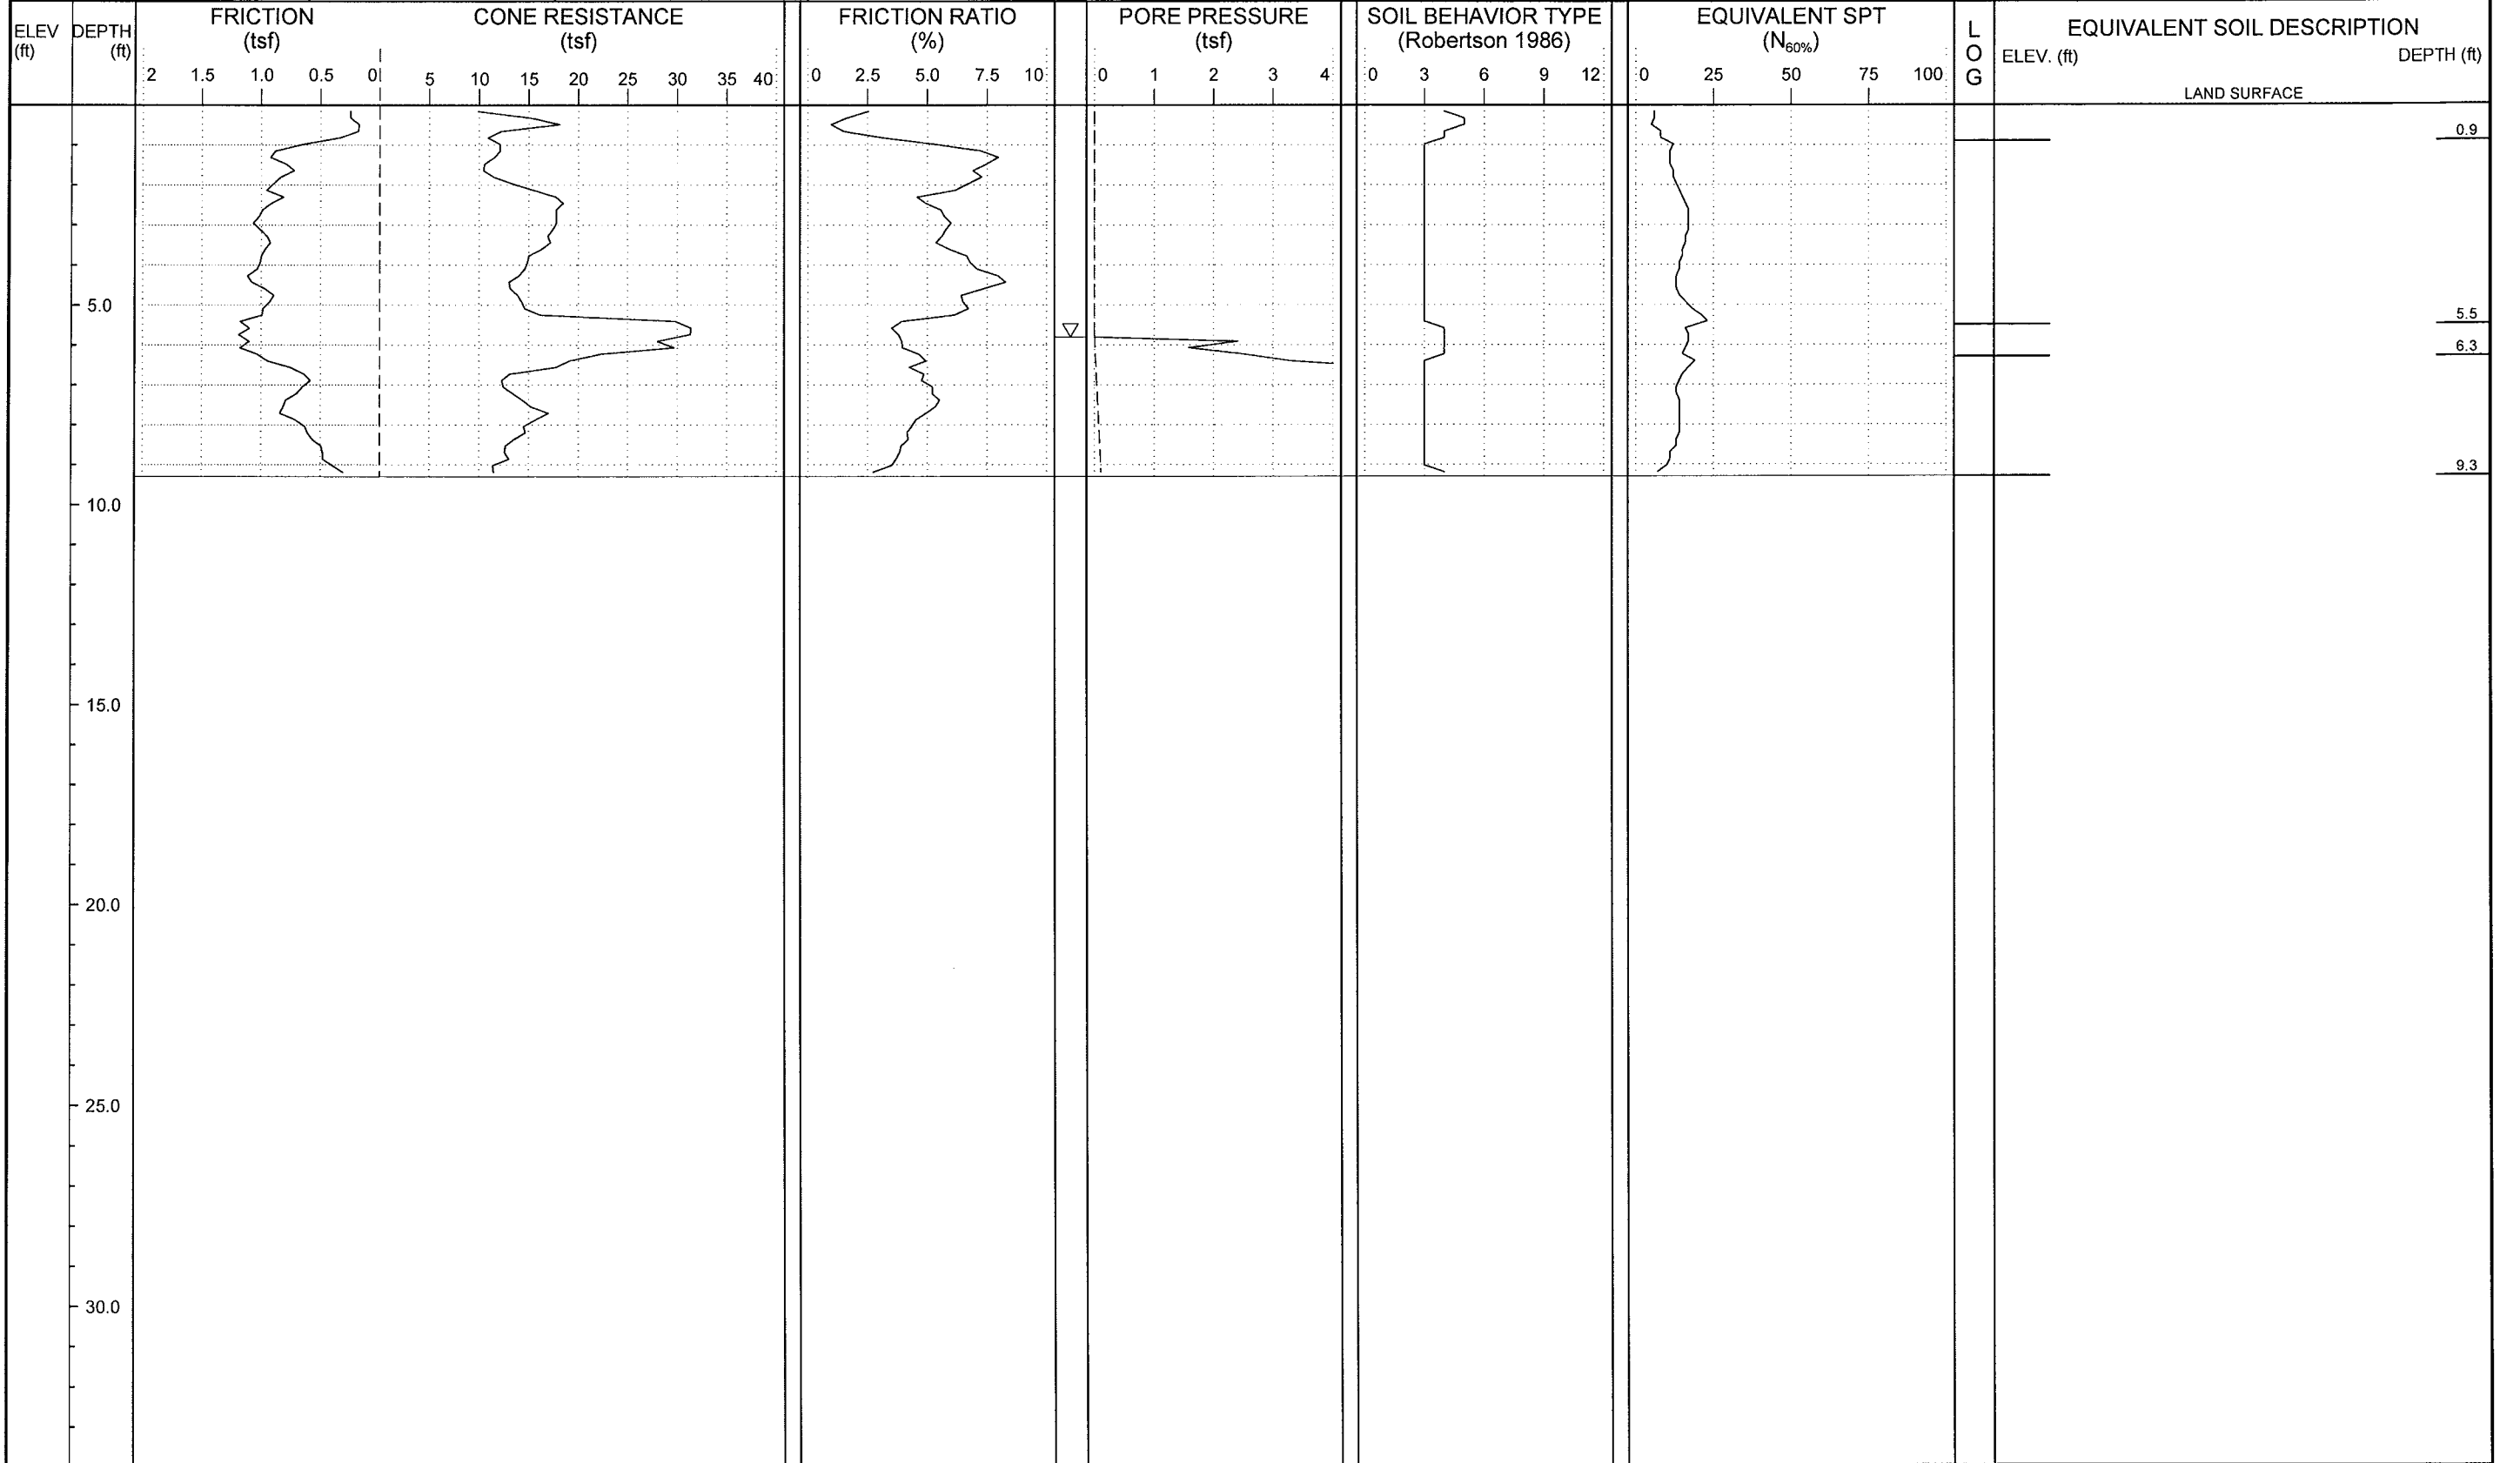 ELEV
(ft)
DEPTH
(ft)
FRICTION
(tsf)
2 1.5 1.0 0.5 0
CONE RESISTANCE
(tsf)
5 10 15 20 25 30 35 40
FRICTION RATIO
(%)
0 2.5 5.0 7.5 10
PORE PRESSURE
(tsf)
0 1 2 3 4
SOIL BEHAVIOR TYPE
(Robertson 1986)
0 3 6 9 12
EQUIVALENT SPT
(N60%)
0 25 50 75 100
L
O
G
EQUIVALENT SOIL DESCRIPTION
ELEV. (ft) DEPTH (ft)
LAND SURFACE
0.9
5.0
5.5
6.3
9.3
10.0
15.0
20.0
25.0
30.0